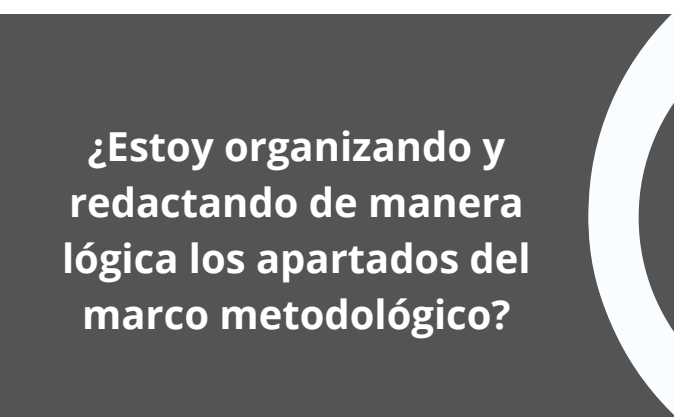 ¿Estoy organizando y
redactando de manera
lógica los apartados del
marco metodológico?